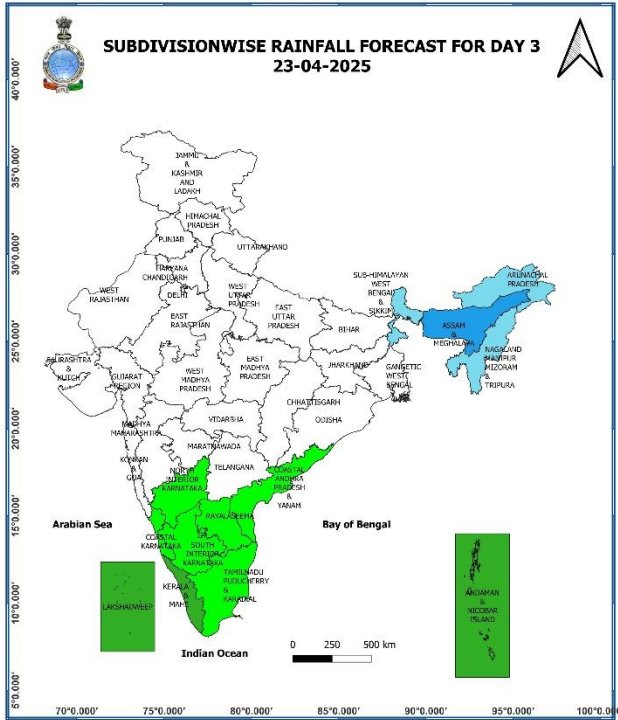 SUBDIVISIONWISE RAINFALL FORECAST FOR DAY 3
23-04-2025
JAMMU
&
KASHMIR
AND
LADAKH
HIMACHAL
PRADESH
PUNJAB
UTTARAKHAND
HARYANA
CHANDIGARH
&
DELHI
WEST
RAJASTHAN
WEST
UTTAR
PRADESH
EAST
RAJASTHAN
EAST
UTTAR
PRADESH
BIHAR
SUB-HIMALAYAN
WEST
BENGAL
&
SIKKIM
ARUNACHAL
PRADESH
ASSAM
&
MEGHALAYA
NAGALAND
MANIPUR
MIZORAM
&
TRIPURA
SAURASHTRA
&
KUTCH
GUJARAT
REGION
WEST
MADHYA
PRADESH
EAST
MADHYA
PRADESH
JHARKHAND
GANGETIC
WEST
BENGAL
CHHATTISGARH
ODISHA
MADHYA
MAHARASHTRA
VIDARBHA
MARATHWADA
KONKAN
&
GOA
TELANGANA
NORTH
INTERIOR
KARNATAKA
COASTAL
ANDHRA
PRADESH
&
YANAM
RAYALASEEMA
COASTAL
KARNATAKA
SOUTH
INTERIOR
KARNATAKA
TAMILNADU
PUDUCHERRY
&
KARAIKAL
KERALA
&
MAHE
LAKSHADWEEP
ANDAMAN
&
NICOBAR
ISLAND
Arabian Sea
Bay of Bengal
Indian Ocean
0 250 500 km
40°0.000'
35°0.000'
30°0.000'
25°0.000'
20°0.000'
15°0.000'
10°0.000'
5°0.000'
70°0.000' 75°0.000' 80°0.000' 85°0.000' 90°0.000' 95°0.000' 100°0.000